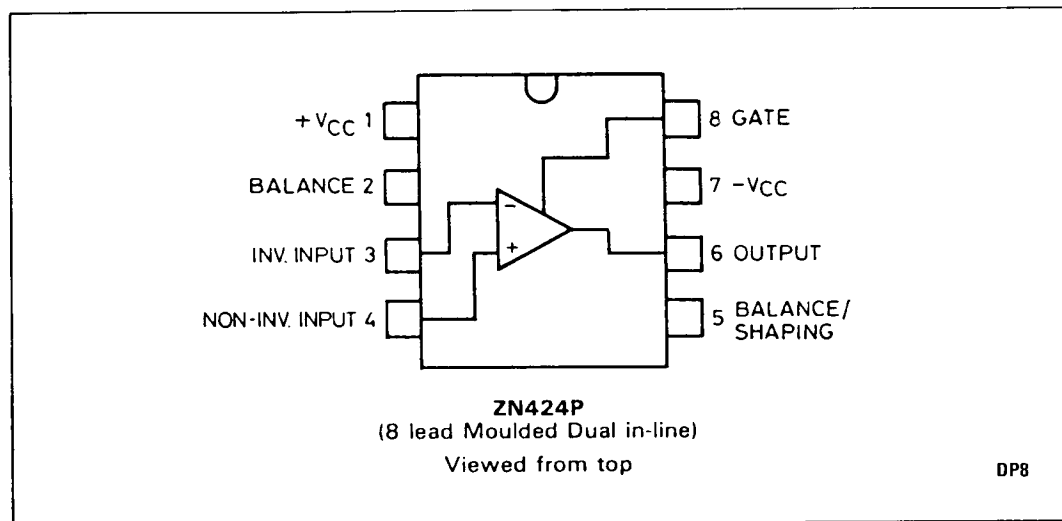 +VCC 1
BALANCE 2
INV. INPUT 3
NON-INV. INPUT 4
-
+
8 GATE
7 -VCC
6 OUTPUT
5 BALANCE/
SHAPING
ZN424P
(8 lead Moulded Dual in-line)
Viewed from top
DP8